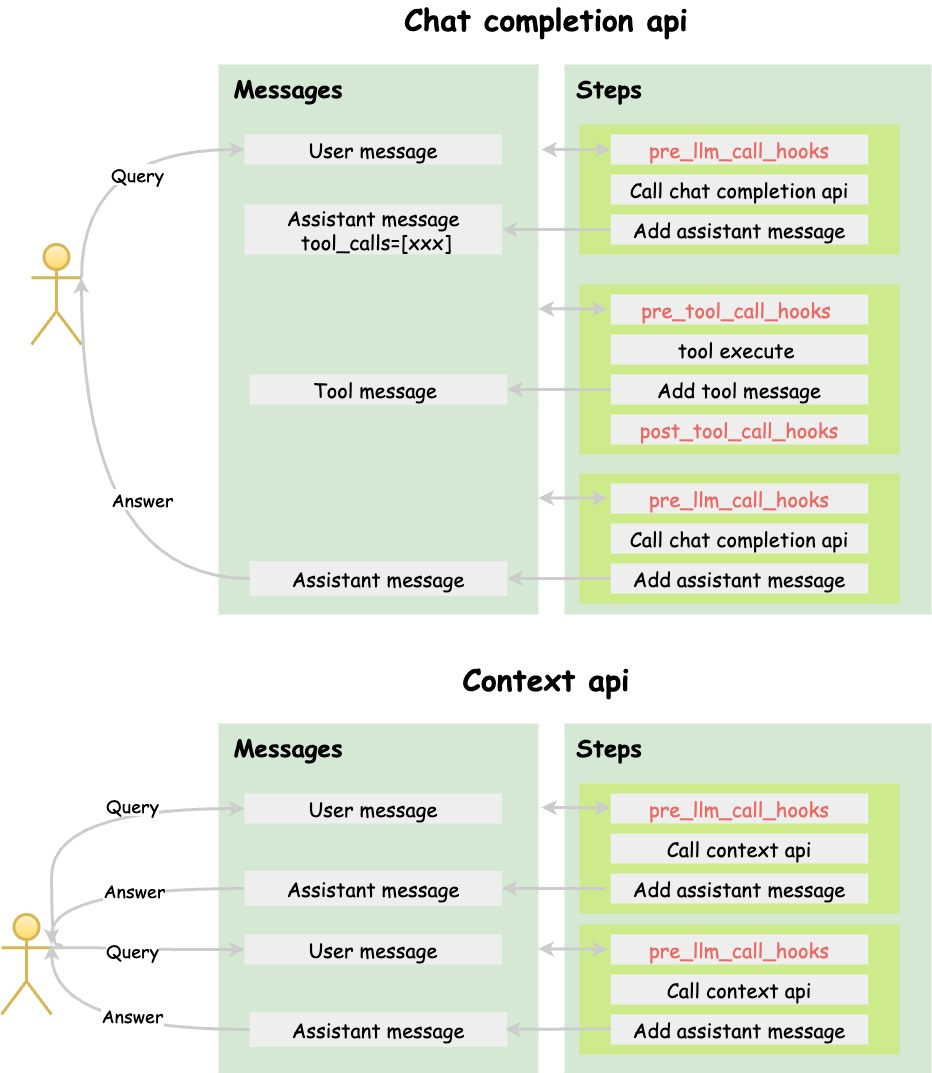 Chat completion api
Messages
Steps
User message
pre_llm_call_hooks
Query
Call chat completion api
Assistant message
tool_calls=[xxx]
Add assistant message
pre_tool_call_hooks
tool execute
Tool message
Add tool message
post_tool_call_hooks
Answer
pre_llm_call_hooks
Call chat completion api
Assistant message
Add assistant message
Context api
Messages
Steps
Query
User message
pre_llm_call_hooks
Call context api
Answer
Assistant message
Add assistant message
Query
User message
pre_llm_call_hooks
Call context api
Answer
Assistant message
Add assistant message